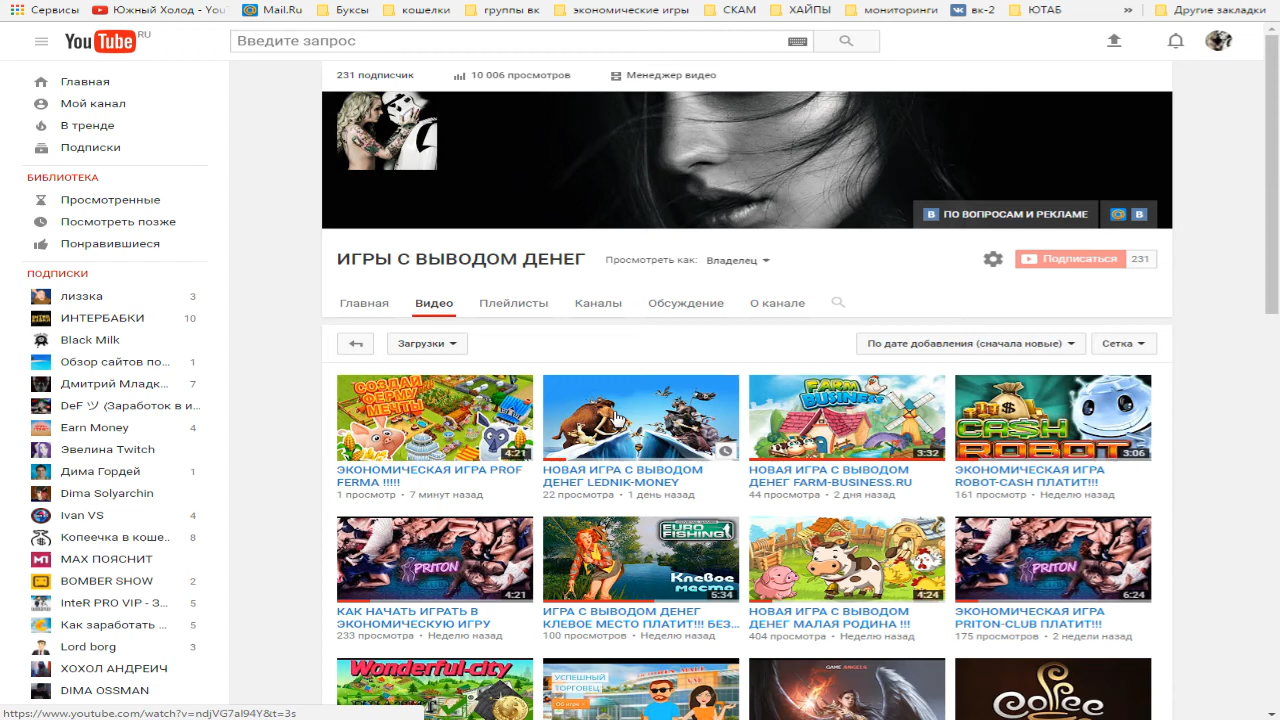 Сервисы
Южный Холод - You
Mail.Ru
Буксы
кошелки
группы вк
экономические игры
СКАМ
ХАЙПЫ
мониторинги
вк-2
ЮТАБ
»
Другие закладки
YouTube RU
Введите запрос
Главная
Мой канал
В тренде
Подписки
БИБЛИОТЕКА
Просмотренные
Посмотреть позже
Понравившиеся
ПОДПИСКИ
лиззка 3
ИНТЕРБАБКИ 10
Black Milk
Обзор сайтов по... 1
Дмитрий Младк... 7
DeF ツ (Заработок в и...
Earn Money 4
Эвелина Twitch
Дима Гордей 1
Dima Solyarchin
Ivan VS 4
Копеечка в коше... 8
МАХ ПОЯСНИТ
BOMBER SHOW 2
InteR PRO VIP - З... 5
Как заработать ... 5
Lord borg 3
ХОХОЛ АНДРЕИЧ
DIMA OSSMAN
231 подписчик
10 006 просмотров
Менеджер видео
ПО ВОПРОСАМ И РЕКЛАМЕ
ИГРЫ С ВЫВОДОМ ДЕНЕГ
Просмотреть как: Владелец
Подписаться 231
Главная
Видео
Плейлисты
Каналы
Обсуждение
О канале
Загрузки
По дате добавления (сначала новые)
Сетка
СОЗДАЙ
ФЕРМУ
МЕЧТЫ
4:21
ЭКОНОМИЧЕСКАЯ ИГРА PROF
FERMA !!!!!
1 просмотр • 7 минут назад
НОВАЯ ИГРА С ВЫВОДОМ
ДЕНЕГ LEDNIK-MONEY
22 просмотра • 1 день назад
FARM
BUSINESS
3:32
НОВАЯ ИГРА С ВЫВОДОМ
ДЕНЕГ FARM-BUSINESS.RU
44 просмотра • 2 дня назад
CASH
ROBOT
3:06
ЭКОНОМИЧЕСКАЯ ИГРА
ROBOT-CASH ПЛАТИТ!!!
161 просмотр • Неделю назад
PRITON
4:21
КАК НАЧАТЬ ИГРАТЬ В
ЭКОНОМИЧЕСКУЮ ИГРУ
233 просмотра • Неделю назад
EURO
FISHING
Клевое
место
5:34
ИГРА С ВЫВОДОМ ДЕНЕГ
КЛЕВОЕ МЕСТО ПЛАТИТ!!! БЕЗ...
100 просмотров • Неделю назад
4:24
НОВАЯ ИГРА С ВЫВОДОМ
ДЕНЕГ МАЛАЯ РОДИНА !!!
404 просмотра • Неделю назад
PRITON
6:24
ЭКОНОМИЧЕСКАЯ ИГРА
PRITON-CLUB ПЛАТИТ!!!
175 просмотров • 2 недели назад
Wonderful-city
УСПЕШНЫЙ
ТОРГОВЕЦ
Об игре
GAME ANGELS
Coffee
https://www.youtube.com/watch?v=ndjVG7aI94Y&t=3s